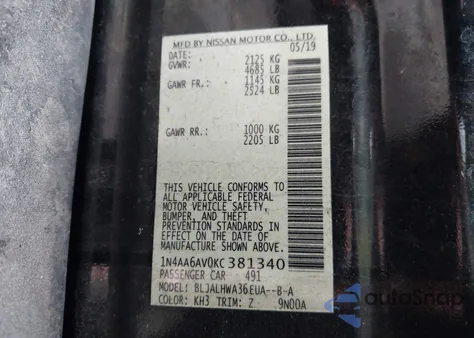 MFD BY NISSAN MOTOR CO., LTD.
DATE: 05/19
GVWR: 2125 KG
4685 LB
GAWR FR.: 1145 KG
2524 LB
GAWR RR.: 1000 KG
2205 LB
THIS VEHICLE CONFORMS TO
ALL APPLICABLE FEDERAL
MOTOR VEHICLE SAFETY,
BUMPER, AND THEFT
PREVENTION STANDARDS
IN EFFECT ON THE DATE OF
MANUFACTURE SHOWN ABOVE.
1N4AA6AV0KC381340
PASSENGER CAR 491
MODEL: BLJALHWA36EUA--B-A
COLOR: KH3 TRIM: Z 9N00A
autoSnap